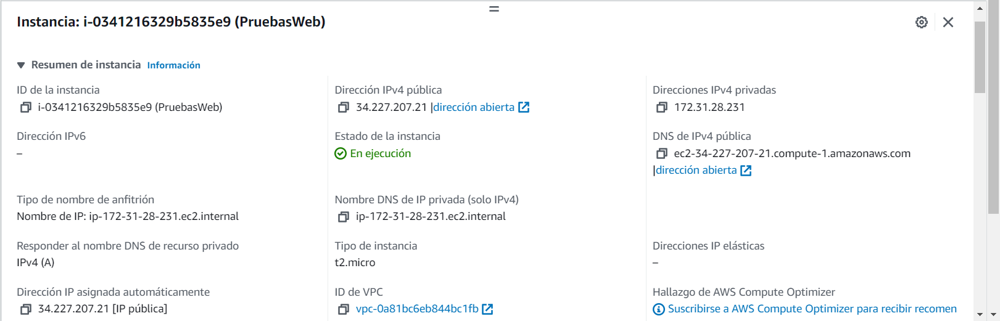 Instancia: i-0341216329b5835e9 (PruebasWeb)
Resumen de instancia Información
ID de la instancia
i-0341216329b5835e9 (PruebasWeb)
Dirección IPv4 pública
34.227.207.21 |dirección abierta
Direcciones IPv4 privadas
172.31.28.231
Dirección IPv6
–
Estado de la instancia
En ejecución
DNS de IPv4 pública
ec2-34-227-207-21.compute-1.amazonaws.com
|dirección abierta
Tipo de nombre de anfitrión
Nombre de IP: ip-172-31-28-231.ec2.internal
Nombre DNS de IP privada (solo IPv4)
ip-172-31-28-231.ec2.internal
Responder al nombre DNS de recurso privado
IPv4 (A)
Tipo de instancia
t2.micro
Direcciones IP elásticas
–
Dirección IP asignada automáticamente
34.227.207.21 [IP pública]
ID de VPC
vpc-0a81bc6eb844bc1fb
Hallazgo de AWS Compute Optimizer
Suscribirse a AWS Compute Optimizer para recibir recomen